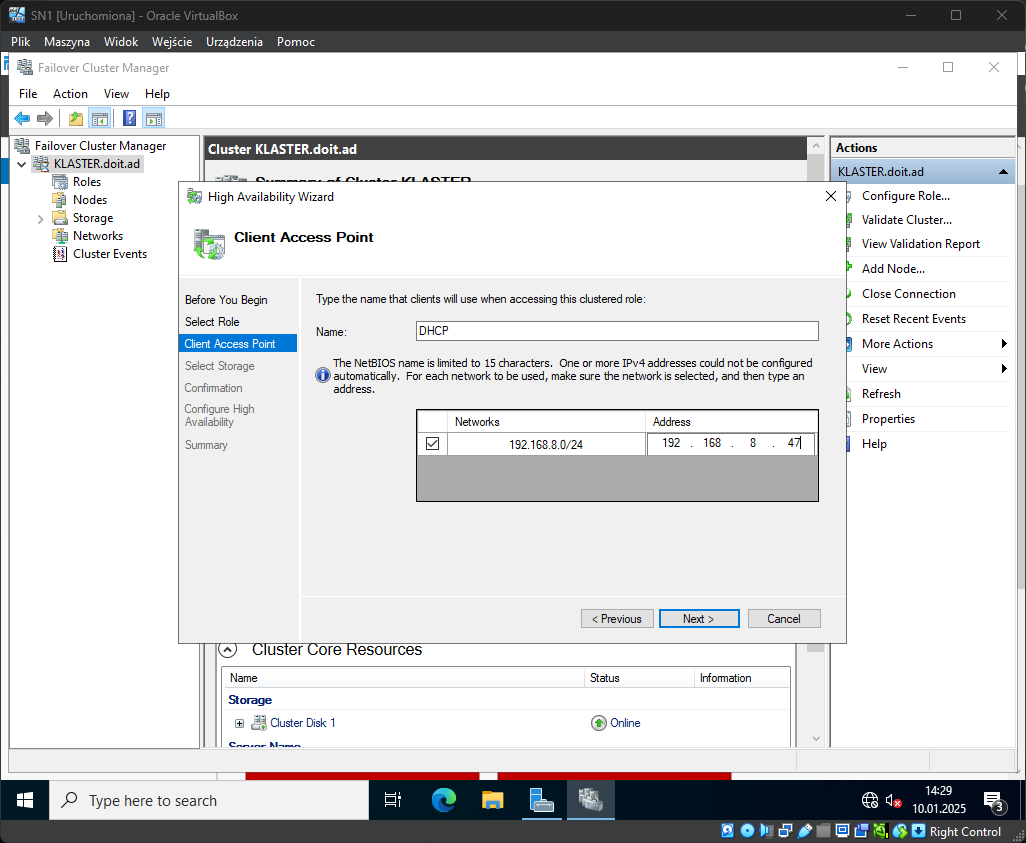 SN1 [Uruchomiona] - Oracle VirtualBox
Plik Maszyna Widok Wejście Urządzenia Pomoc
Failover Cluster Manager
File Action View Help
Failover Cluster Manager
KLASTER.doit.ad
Roles
Nodes
Storage
Networks
Cluster Events
Cluster KLASTER.doit.ad
Summary of Cluster KLASTER
High Availability Wizard
Client Access Point
Before You Begin
Select Role
Client Access Point
Select Storage
Confirmation
Configure High
Availability
Summary
Type the name that clients will use when accessing this clustered role:
Name: DHCP
The NetBIOS name is limited to 15 characters. One or more IPv4 addresses could not be configured
automatically. For each network to be used, make sure the network is selected, and then type an
address.
Networks Address
192.168.8.0/24 192 . 168 . 8 . 47
< Previous Next > Cancel
Cluster Core Resources
Name Status Information
Storage
Cluster Disk 1 Online
Server Name
Actions
KLASTER.doit.ad
Configure Role...
Validate Cluster...
View Validation Report
Add Node...
Close Connection
Reset Recent Events
More Actions
View
Refresh
Properties
Help
Type here to search
14:29
10.01.2025
3
Right Control